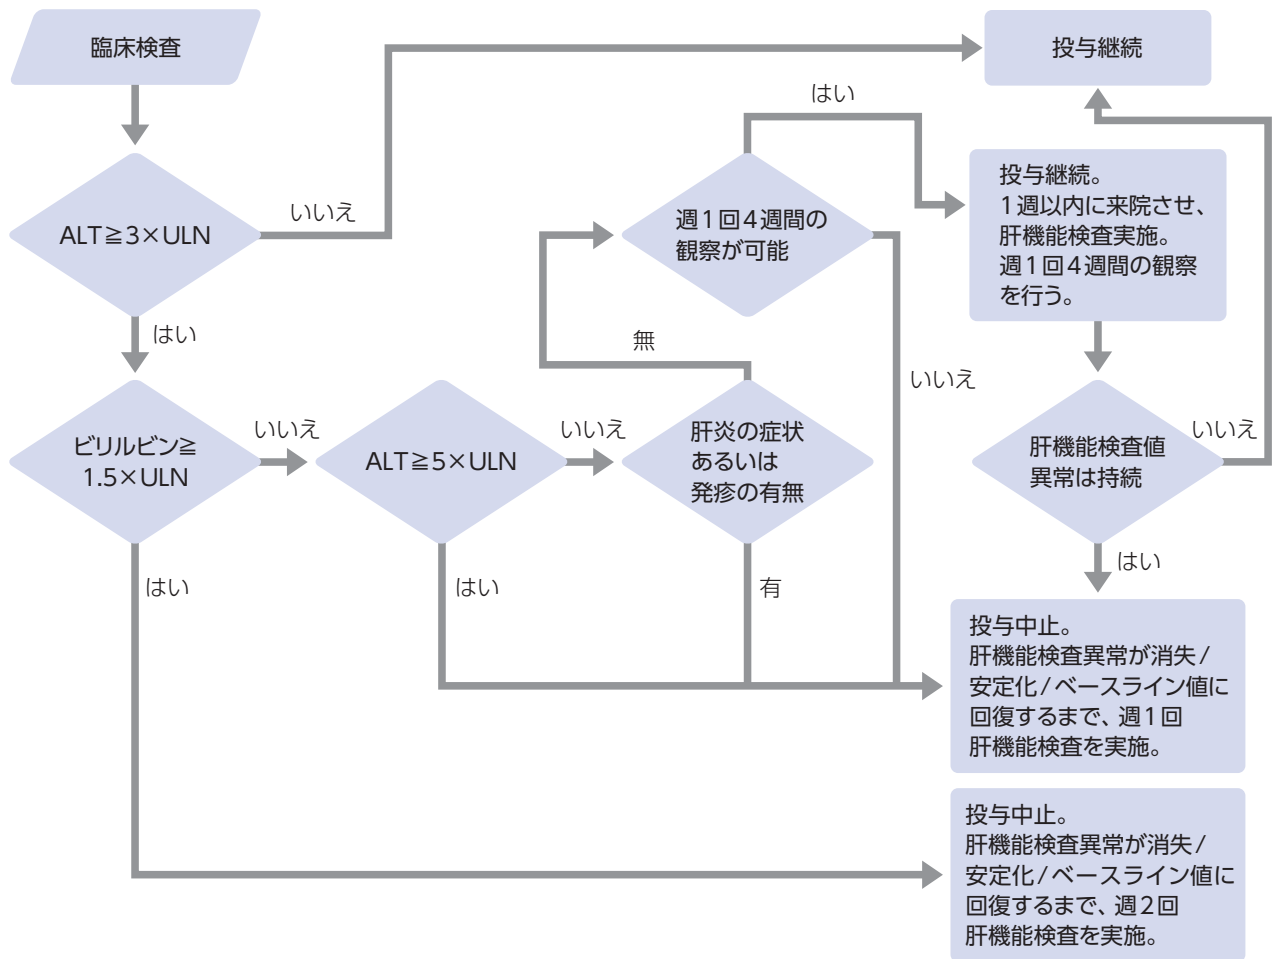 臨床検査
投与継続
はい
ALT≧3×ULN
いいえ
週1回4週間の
観察が可能
投与継続。
1週以内に来院させ、
肝機能検査実施。
週1回4週間の観察
を行う。
はい
無
いいえ
ビリルビン≧
1.5×ULN
いいえ
ALT≧5×ULN
いいえ
肝炎の症状
あるいは
発疹の有無
肝機能検査値
異常は持続
いいえ
はい
はい
はい
有
投与中止。
肝機能検査異常が消失/
安定化/ベースライン値に
回復するまで、週1回
肝機能検査を実施。
投与中止。
肝機能検査異常が消失/
安定化/ベースライン値に
回復するまで、週2回
肝機能検査を実施。